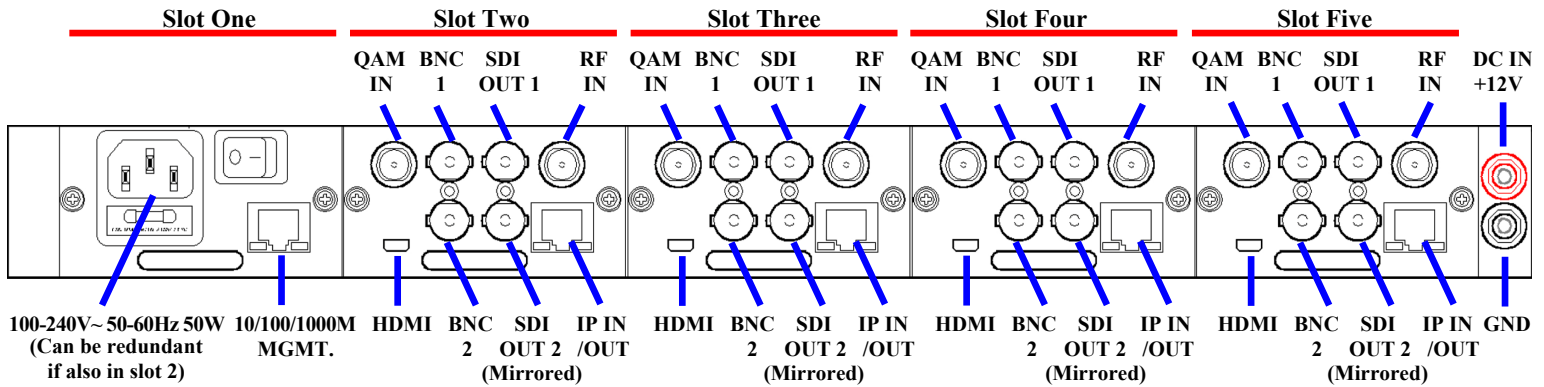 Slot One Slot Two Slot Three Slot Four Slot Five
QAM BNC SDI RF QAM BNC SDI RF QAM BNC SDI RF QAM BNC SDI RF DC IN
IN 1 OUT 1 IN IN 1 OUT 1 IN IN 1 OUT 1 IN IN 1 OUT 1 IN +12V
100-240V~ 50-60Hz 50W 10/100/1000M HDMI BNC SDI IP IN HDMI BNC SDI IP IN HDMI BNC SDI IP IN HDMI BNC SDI IP IN GND
(Can be redundant MGMT. 2 OUT 2 /OUT 2 OUT 2 /OUT 2 OUT 2 /OUT 2 OUT 2 /OUT
if also in slot 2) (Mirrored) (Mirrored) (Mirrored) (Mirrored)